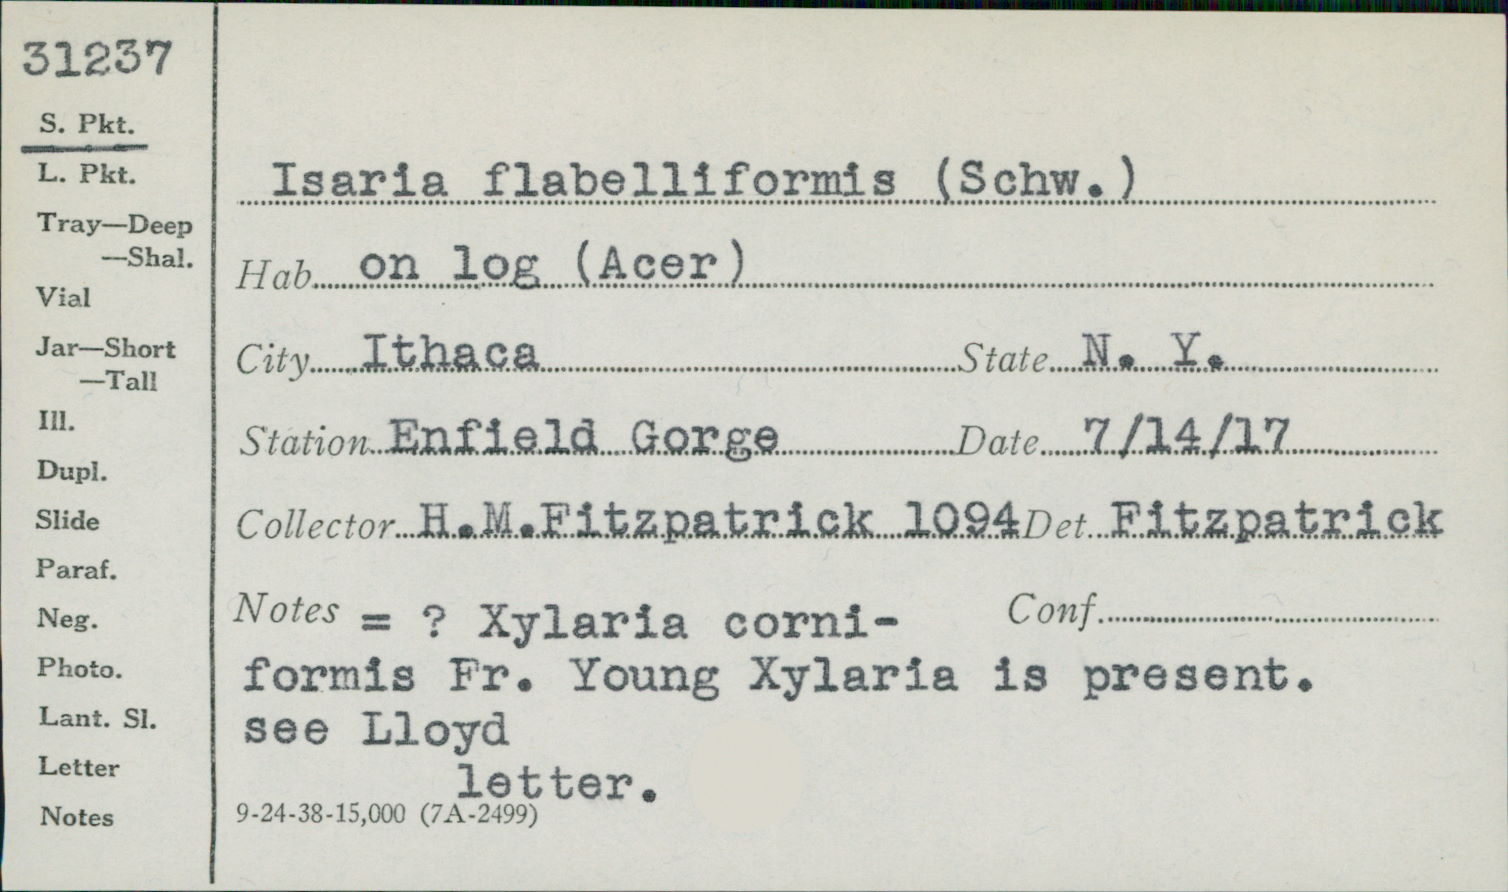 31237
S. Pkt.
L. Pkt.
Tray—Deep
—Shal.
Vial
Jar—Short
—Tall
Ill.
Dupl.
Slide
Paraf.
Neg.
Photo.
Lant. Sl.
Letter
Notes
Isaria flabelliformis (Schw.)
Hab. on log (Acer)
City Ithaca State N. Y.
Station Enfield Gorge Date 7/14/17
Collector H.M.Fitzpatrick 1094 Det. Fitzpatrick
Notes = ? Xylaria corni- Conf.
formis Fr. Young Xylaria is present.
see Lloyd
letter.
9-24-38-15,000 (7A-2499)